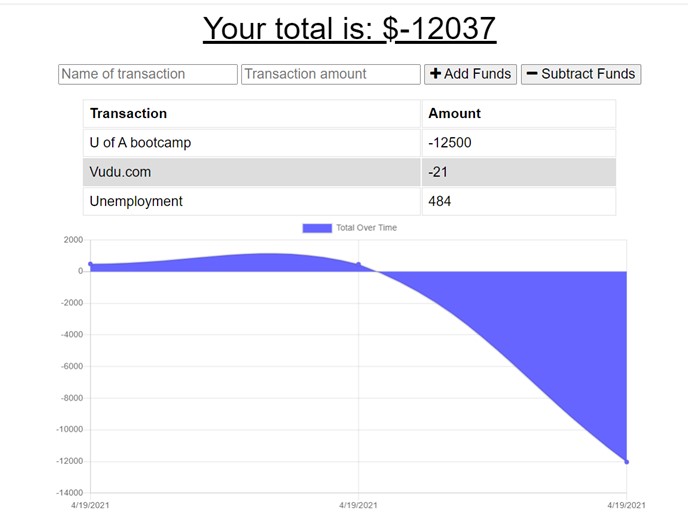 Your total is: $-12037
Name of transaction Transaction amount + Add Funds − Subtract Funds
Transaction Amount
U of A bootcamp -12500
Vudu.com -21
Unemployment 484
Total Over Time
2000
0
-2000
-4000
-6000
-8000
-10000
-12000
-14000
4/19/2021 4/19/2021 4/19/2021